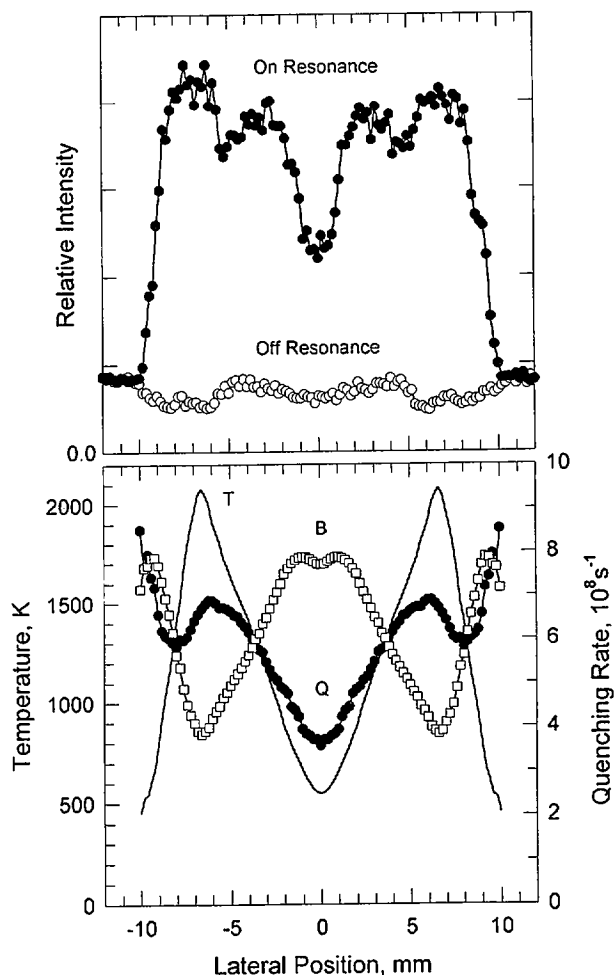 On Resonance
Relative Intensity
Off Resonance
0.0
10
2000
T
B
8
1500
Temperature, K
6
Quenching Rate, 10⁸s⁻¹
1000
Q
4
500
2
0
0
-10 -5 0 5 10
Lateral Position, mm